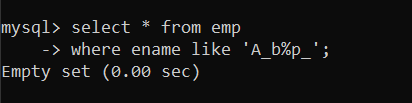 mysql> select * from emp
    -> where ename like 'A_b%p_';
Empty set (0.00 sec)